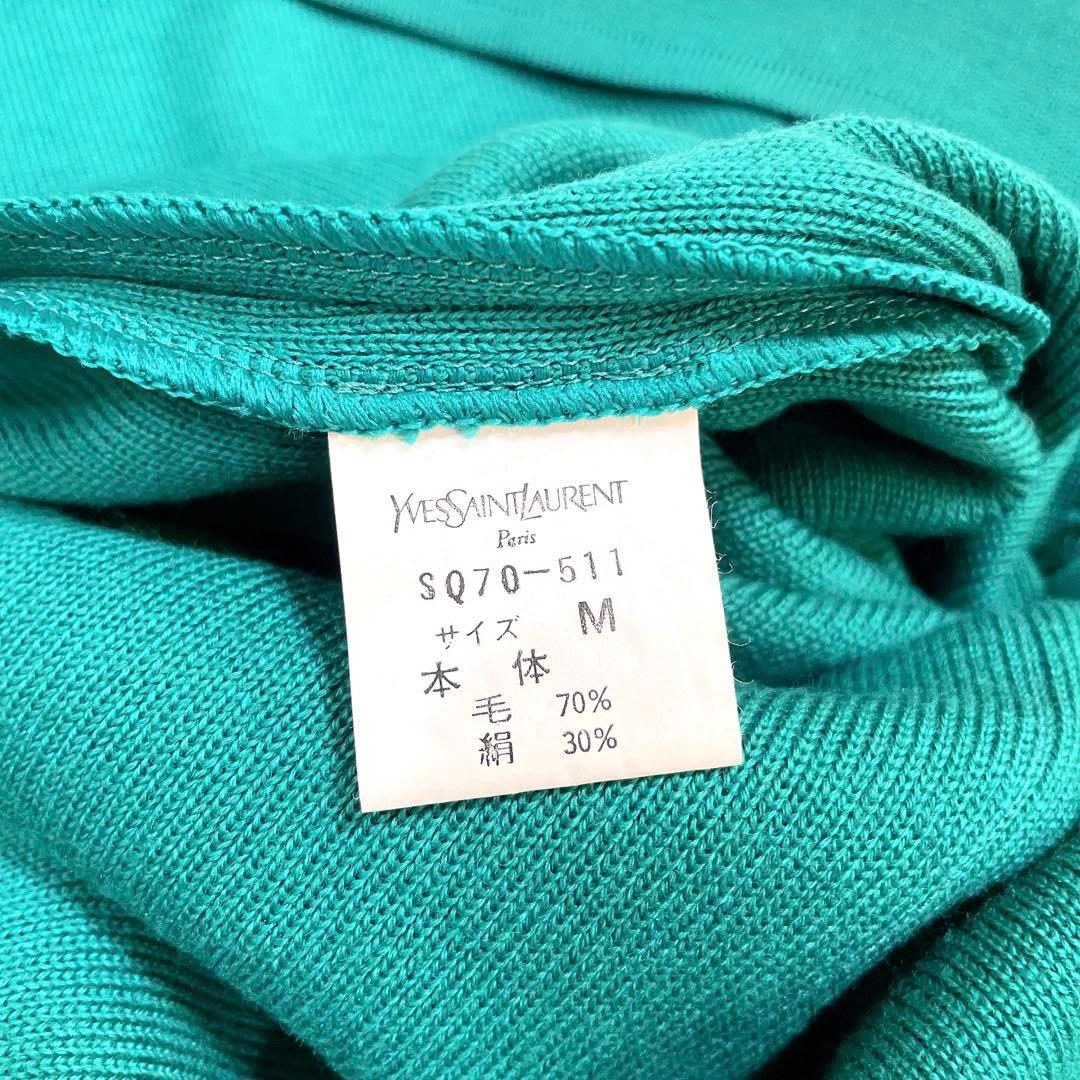 YVESSAINTLAURENT
Paris
SQ70-511
サイズ M
本 体
毛 70%
絹 30%